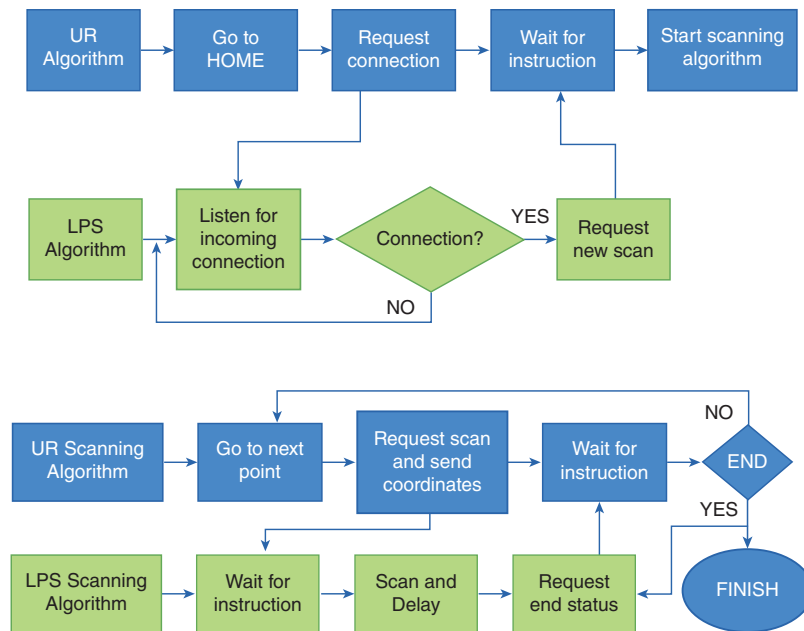 UR
Algorithm
Go to
HOME
Request
connection
Wait for
instruction
Start scanning
algorithm
LPS
Algorithm
Listen for
incoming
connection
Connection?
YES
Request
new scan
NO
NO
UR Scanning
Algorithm
Go to next
point
Request scan
and send
coordinates
Wait for
instruction
END
YES
LPS Scanning
Algorithm
Wait for
instruction
Scan and
Delay
Request
end status
FINISH